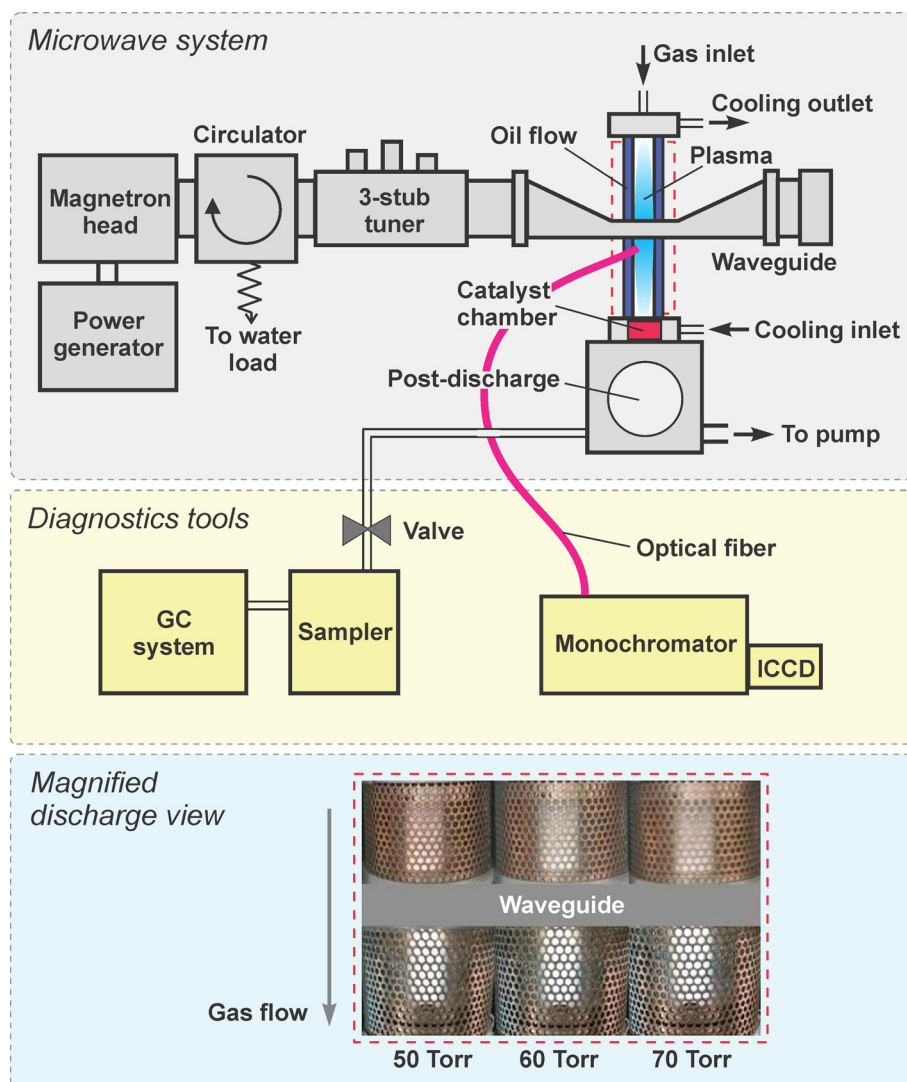 Microwave system
Gas inlet
Cooling outlet
Circulator
Oil flow
Plasma
Magnetron
head
3-stub
tuner
Waveguide
Power
generator
To water
load
Catalyst
chamber
Cooling inlet
Post-discharge
To pump
Diagnostics tools
Valve
Optical fiber
GC
system
Sampler
Monochromator
ICCD
Magnified
discharge view
Waveguide
Gas flow
50 Torr
60 Torr
70 Torr